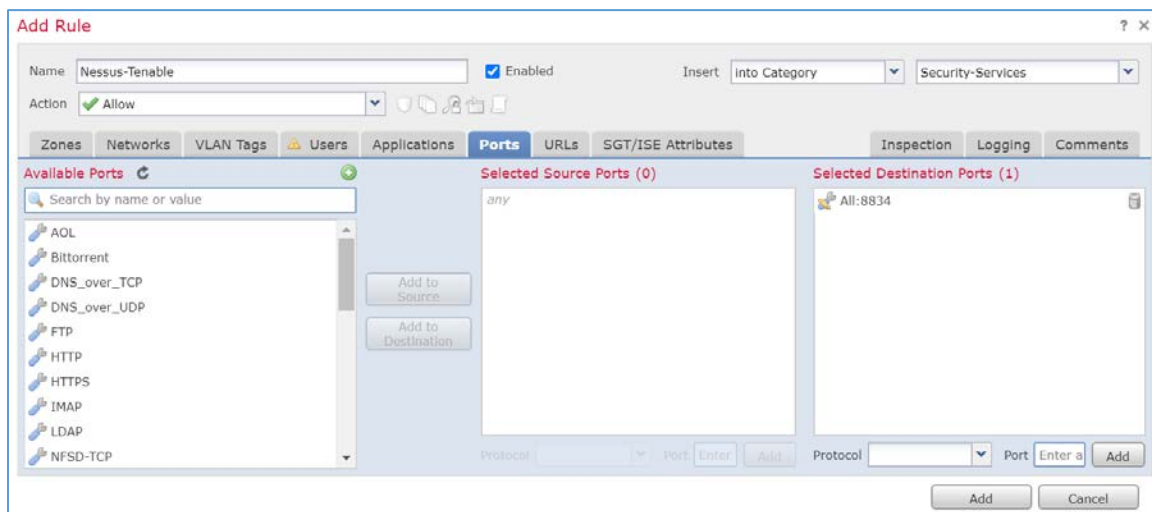 Add Rule ?
Name Nessus-Tenable Enabled Insert into Category Security-Services
Action Allow
Zones Networks VLAN Tags Users Applications Ports URLs SGT/ISE Attributes Inspection Logging Comments
Available Ports Selected Source Ports (0) Selected Destination Ports (1)
Search by name or value any All:8834
AOL
Bittorrent
DNS_over_TCP Add to Source
DNS_over_UDP
FTP Add to Destination
HTTP
HTTPS
IMAP
LDAP
NFSD-TCP Protocol Port Enter Add Protocol Port Enter a Add
Add Cancel